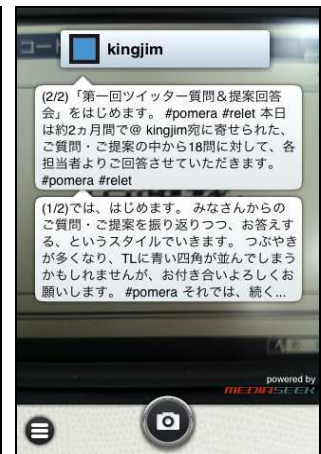 コード
kingjim
(2/2)「第一回ツイッター質問＆提案回答
会」をはじめます。 #pomera #relet 本日
は約2ヵ月間で@ kingjim宛に寄せられた、
ご質問・ご提案の中から18問に対して、各
担当者よりご回答させていただきます。
#pomera #relet
(1/2)では、はじめます。 みなさんからの
ご質問・ご提案を振り返りつつ、お答えす
る、というスタイルでいきます。 つぶやき
が多くなり、TLに青い四角が並んでしまう
かもしれませんが、お付き合いよろしくお
願いします。 #pomera それでは、続く...
powered by
MEDIASEEK